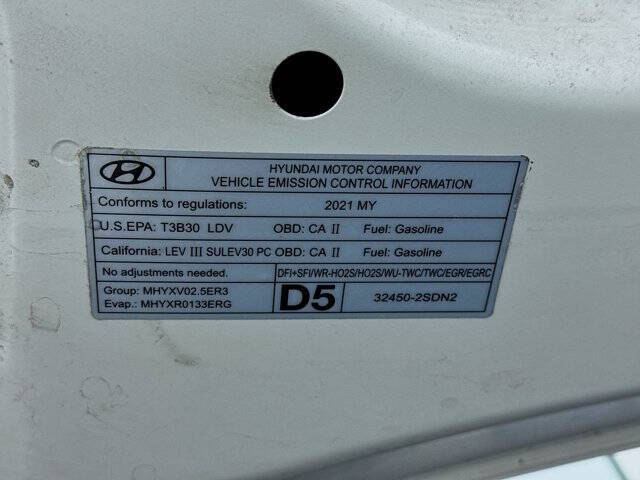 HYUNDAI MOTOR COMPANY
VEHICLE EMISSION CONTROL INFORMATION
Conforms to regulations: 2021 MY
U.S.EPA: T3B30 LDV OBD: CA II Fuel: Gasoline
California: LEV III SULEV30 PC OBD: CA II Fuel: Gasoline
No adjustments needed. DFI+SFI/WR-HO2S/HO2S/WU-TWC/TWC/EGR/EGRC
Group: MHYXV02.5ER3
Evap.: MHYXR0133ERG
D5
32450-2SDN2